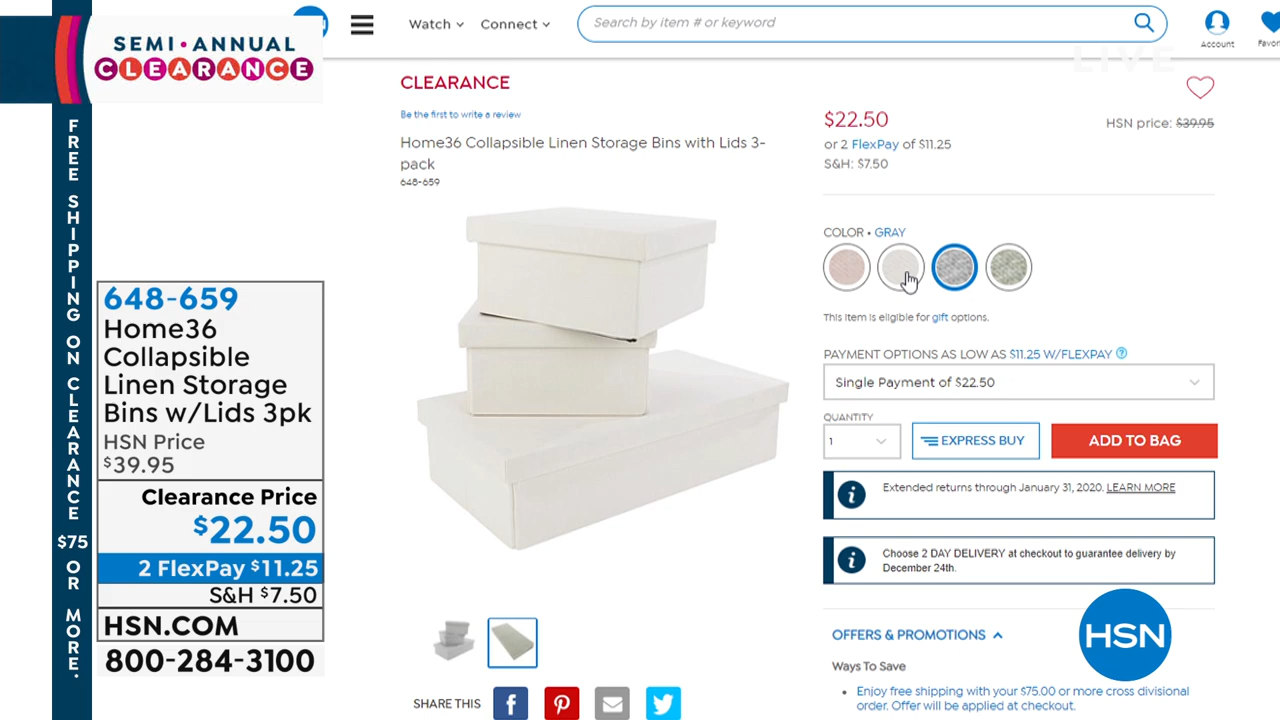 SEMI•ANNUAL
CLEARANCE
FREE SHIPPING ON CLEARANCE $75 OR MORE.
648-659
Home36
Collapsible
Linen Storage
Bins w/Lids 3pk
HSN Price
$39.95
Clearance Price
$22.50
2 FlexPay $11.25
S&H $7.50
HSN.COM
800-284-3100
Watch
Connect
Search by item # or keyword
Account
LIVE
CLEARANCE
Be the first to write a review
Home36 Collapsible Linen Storage Bins with Lids 3-
pack
648-659
$22.50
HSN price: $39.95
or 2 FlexPay of $11.25
S&H: $7.50
COLOR • GRAY
This item is eligible for gift options.
PAYMENT OPTIONS AS LOW AS $11.25 W/FLEXPAY ?
Single Payment of $22.50
QUANTITY
1
EXPRESS BUY
ADD TO BAG
i
Extended returns through January 31, 2020. LEARN MORE
i
Choose 2 DAY DELIVERY at checkout to guarantee delivery by
December 24th.
OFFERS & PROMOTIONS
HSN
Ways To Save
• Enjoy free shipping with your $75.00 or more cross divisional
order. Offer will be applied at checkout.
SHARE THIS